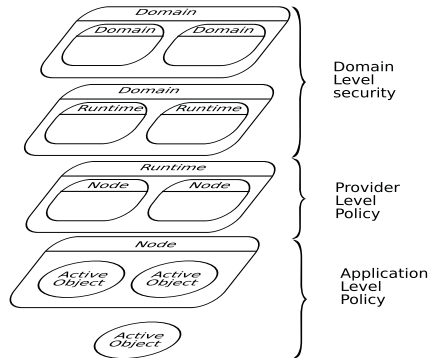 Domain
Domain Domain
Domain
Level
security
Domain
Runtime Runtime
Runtime
Node Node
Provider
Level
Policy
Node
Active
Object
Active
Object
Application
Level
Policy
Active
Object